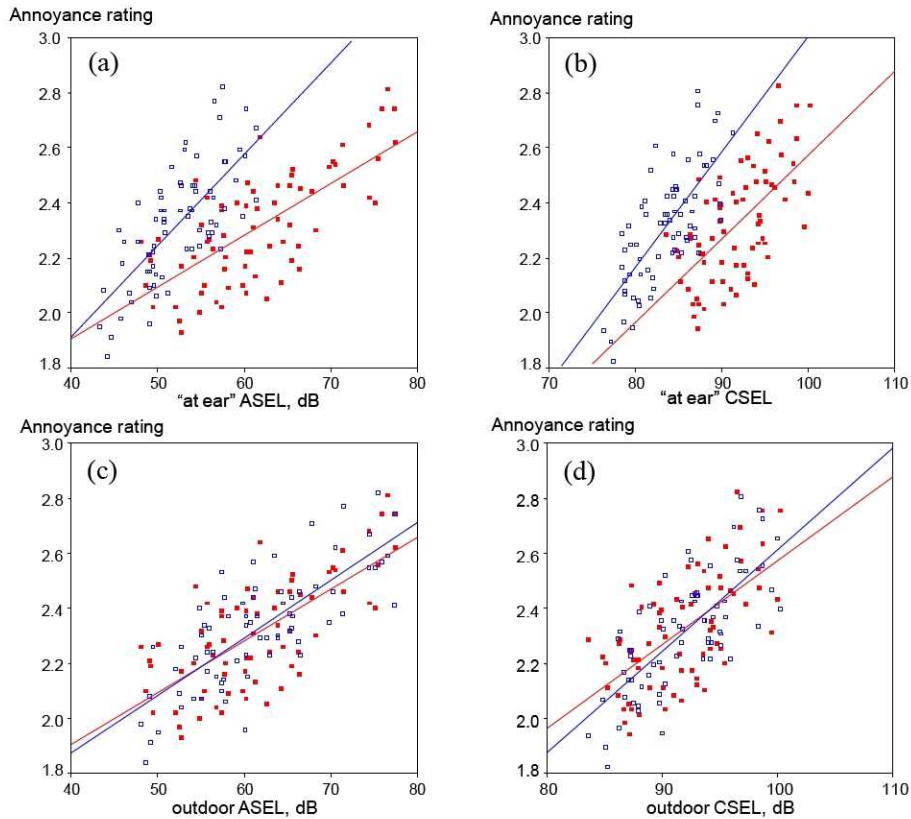 Annoyance rating
3.0
2.8
2.6
2.4
2.2
2.0
1.8
(a)
40 50 60 70 80
“at ear” ASEL, dB
Annoyance rating
3.0
2.8
2.6
2.4
2.2
2.0
1.8
(b)
70 80 90 100 110
“at ear” CSEL
Annoyance rating
3.0
2.8
2.6
2.4
2.2
2.0
1.8
(c)
40 50 60 70 80
outdoor ASEL, dB
Annoyance rating
3.0
2.8
2.6
2.4
2.2
2.0
1.8
(d)
80 90 100 110
outdoor CSEL, dB